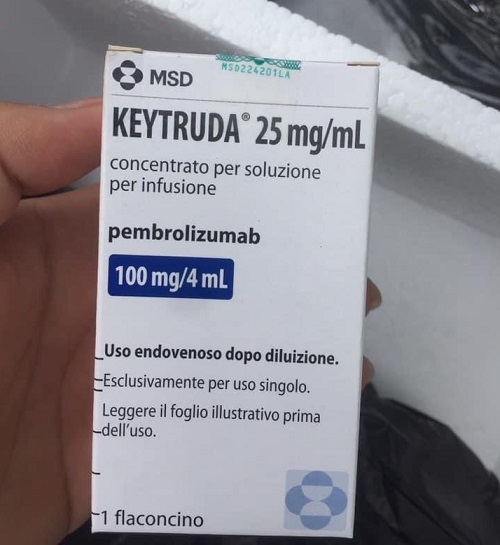 MSD224201LA
MSD
KEYTRUDA® 25 mg/mL
concentrato per soluzione
per infusione
pembrolizumab
100 mg/4 mL
Uso endovenoso dopo diluizione.
Esclusivamente per uso singolo.
Leggere il foglio illustrativo prima
dell'uso.
1 flaconcino